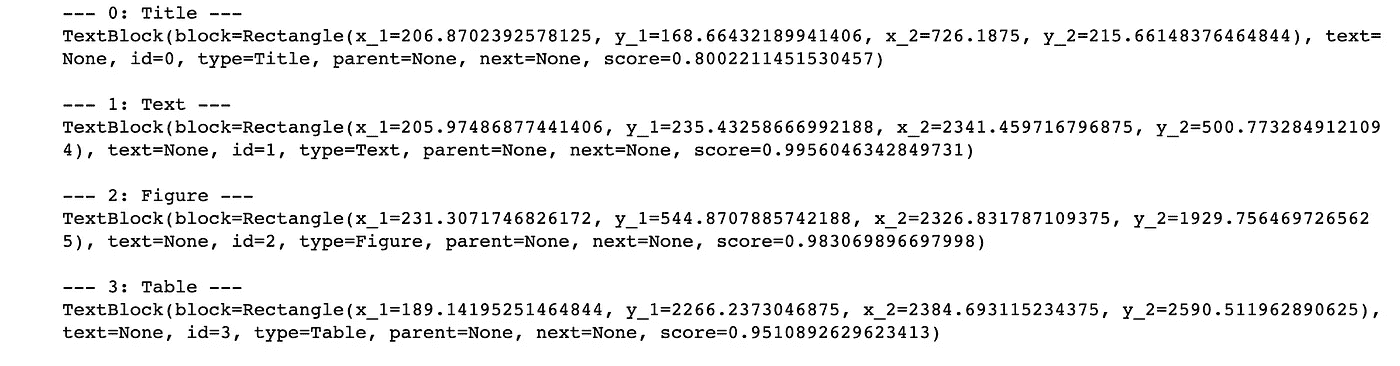 --- 0: Title ---
TextBlock(block=Rectangle(x_1=206.8702392578125, y_1=168.66432189941406, x_2=726.1875, y_2=215.66148376464844), text=
None, id=0, type=Title, parent=None, next=None, score=0.8002211451530457)
--- 1: Text ---
TextBlock(block=Rectangle(x_1=205.97486877441406, y_1=235.43258666992188, x_2=2341.459716796875, y_2=500.773284912109
4), text=None, id=1, type=Text, parent=None, next=None, score=0.9956046342849731)
--- 2: Figure ---
TextBlock(block=Rectangle(x_1=231.3071746826172, y_1=544.8707885742188, x_2=2326.831787109375, y_2=1929.756469726562
5), text=None, id=2, type=Figure, parent=None, next=None, score=0.983069896697998)
--- 3: Table ---
TextBlock(block=Rectangle(x_1=189.14195251464844, y_1=2266.2373046875, x_2=2384.693115234375, y_2=2590.511962890625),
text=None, id=3, type=Table, parent=None, next=None, score=0.9510892629623413)